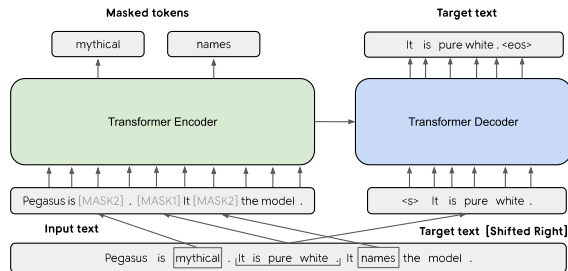 Masked tokens
Target text
mythical
names
It is pure white . <eos>
Transformer Encoder
Transformer Decoder
Pegasus is [MASK2] . [MASK1] It [MASK2] the model .
<s> It is pure white .
Input text
Target text [Shifted Right]
Pegasus is mythical . It is pure white . It names the model .